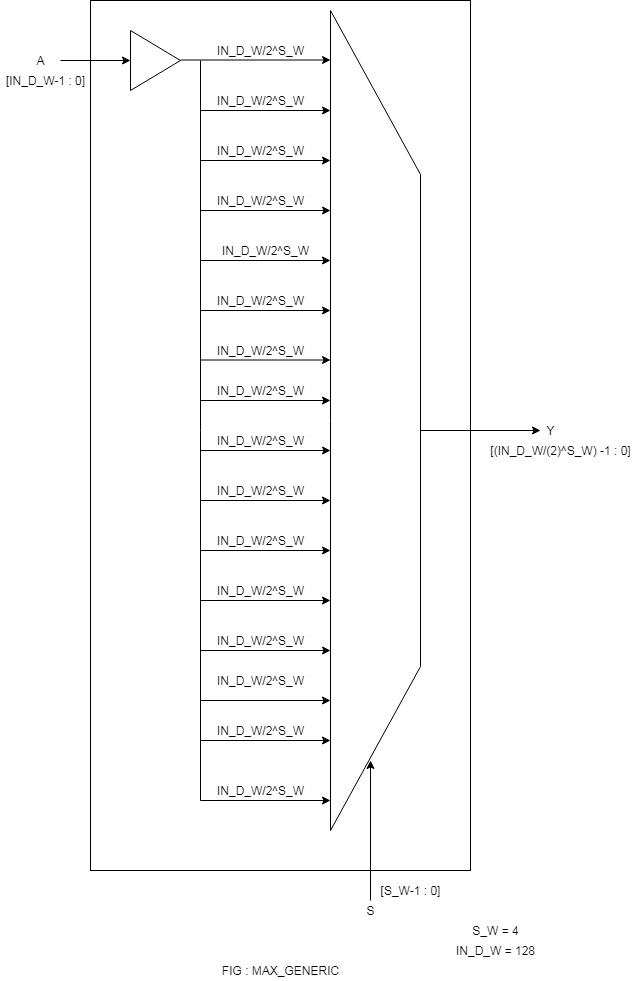 IN_D_W/2^S_W
A
[IN_D_W-1 : 0]
IN_D_W/2^S_W
IN_D_W/2^S_W
IN_D_W/2^S_W
IN_D_W/2^S_W
IN_D_W/2^S_W
IN_D_W/2^S_W
IN_D_W/2^S_W
Y
IN_D_W/2^S_W
[(IN_D_W/(2)^S_W) -1 : 0]
IN_D_W/2^S_W
IN_D_W/2^S_W
IN_D_W/2^S_W
IN_D_W/2^S_W
IN_D_W/2^S_W
IN_D_W/2^S_W
IN_D_W/2^S_W
[S_W-1 : 0]
S
S_W = 4
IN_D_W = 128
FIG : MAX_GENERIC